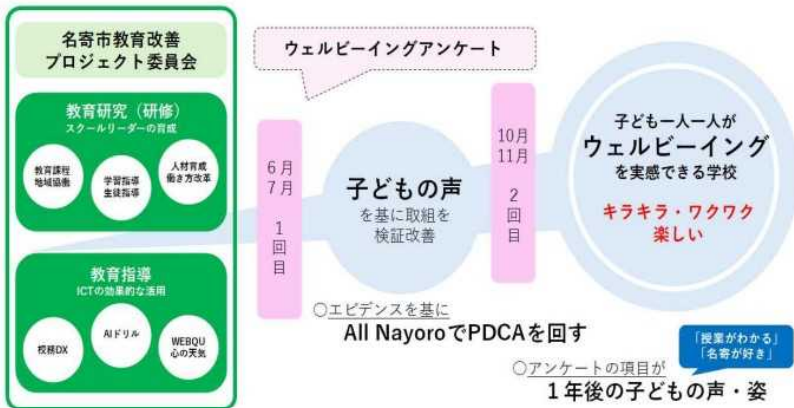 名寄市教育改善
プロジェクト委員会
教育研究（研修）
スクールリーダーの育成
教育課程
地域協働
学習指導
生徒指導
人材育成
働き方改革
教育指導
ICTの効果的な活用
校務DX
AIドリル
WEBQU
心の天気
ウェルビーイングアンケート
6月
7月
1回目
子どもの声
を基に取組を
検証改善
10月
11月
2回目
子ども一人一人が
ウェルビーイング
を実感できる学校
キラキラ・ワクワク
楽しい
○エビデンスを基に
All NayoroでPDCAを回す
「授業がわかる」
「名寄が好き」
○アンケートの項目が
１年後の子どもの声・姿